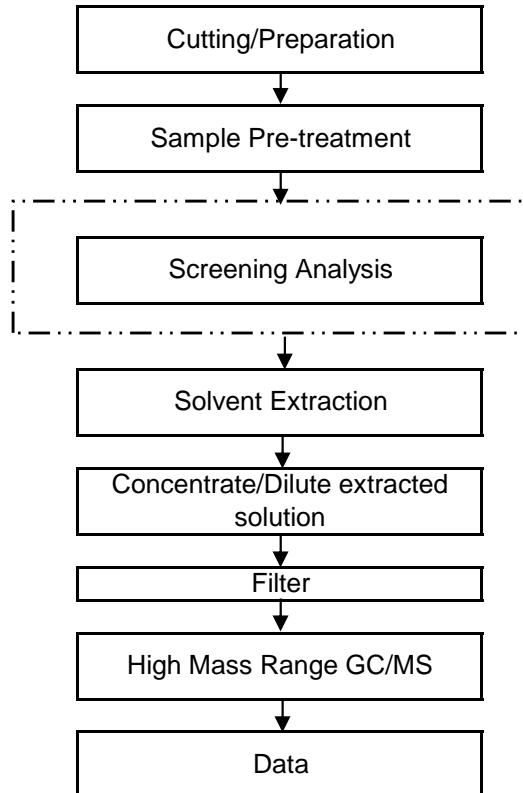 Cutting/Preparation
Sample Pre-treatment
Screening Analysis
Solvent Extraction
Concentrate/Dilute extracted
solution
Filter
High Mass Range GC/MS
Data